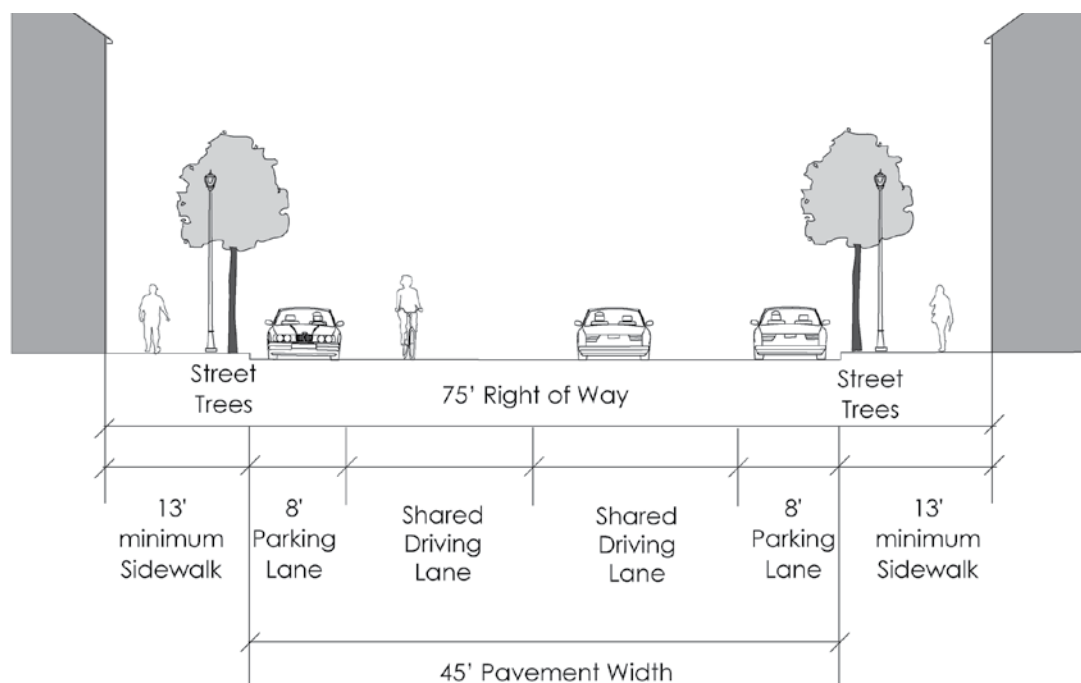 Street
Trees
75' Right of Way
Street
Trees
13'
minimum
Sidewalk
8'
Parking
Lane
Shared
Driving
Lane
Shared
Driving
Lane
8'
Parking
Lane
13'
minimum
Sidewalk
45' Pavement Width